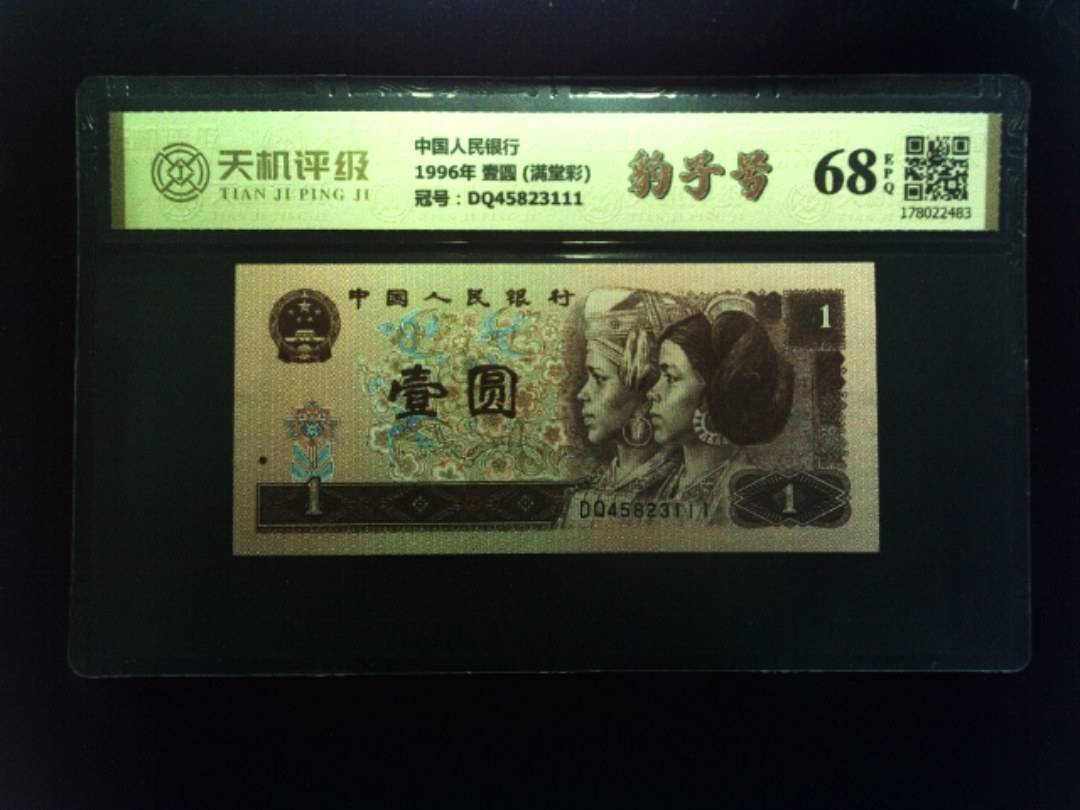 天机评级
TIAN JI PING JI
中国人民银行
1996年 壹圆 (满堂彩)
冠号：DQ45823111
豹子号
68
EPQ
178022483
中国人民银行
1
壹圆
1
DQ45823111
1